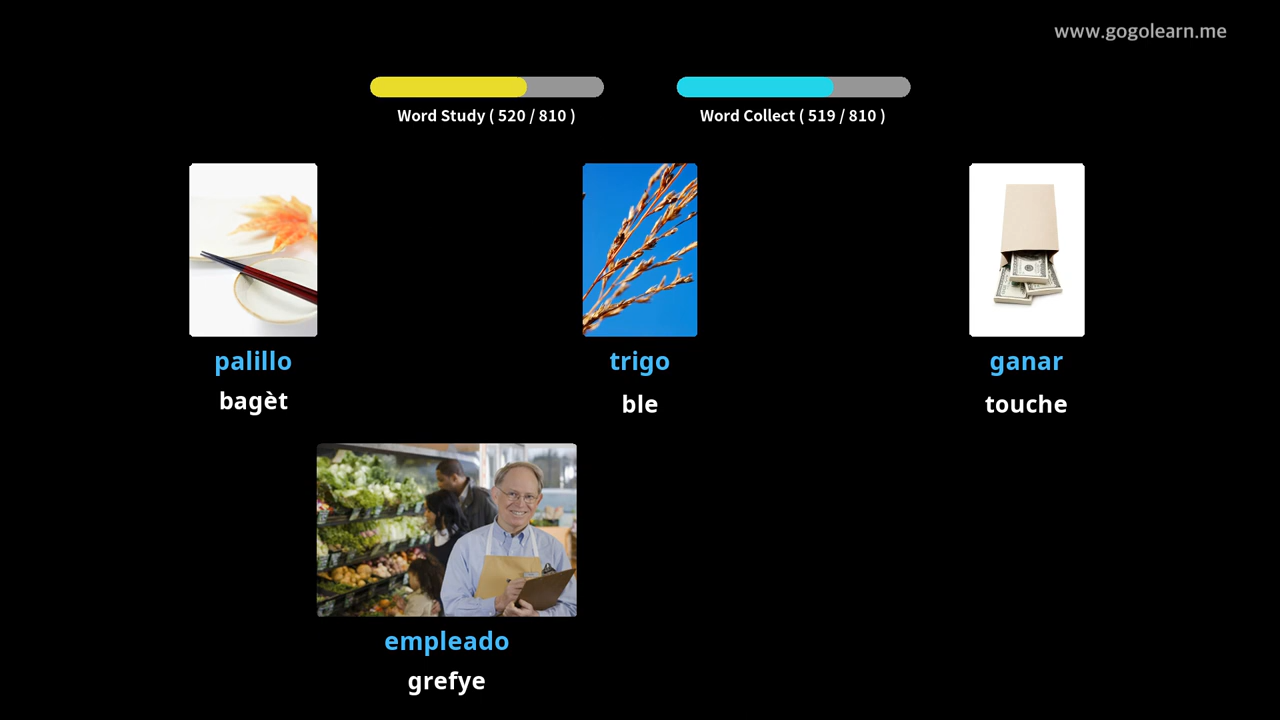 www.gogolearn.me
Word Study ( 520 / 810 )
Word Collect ( 519 / 810 )
palillo
bagèt
trigo
ble
ganar
touche
empleado
grefye